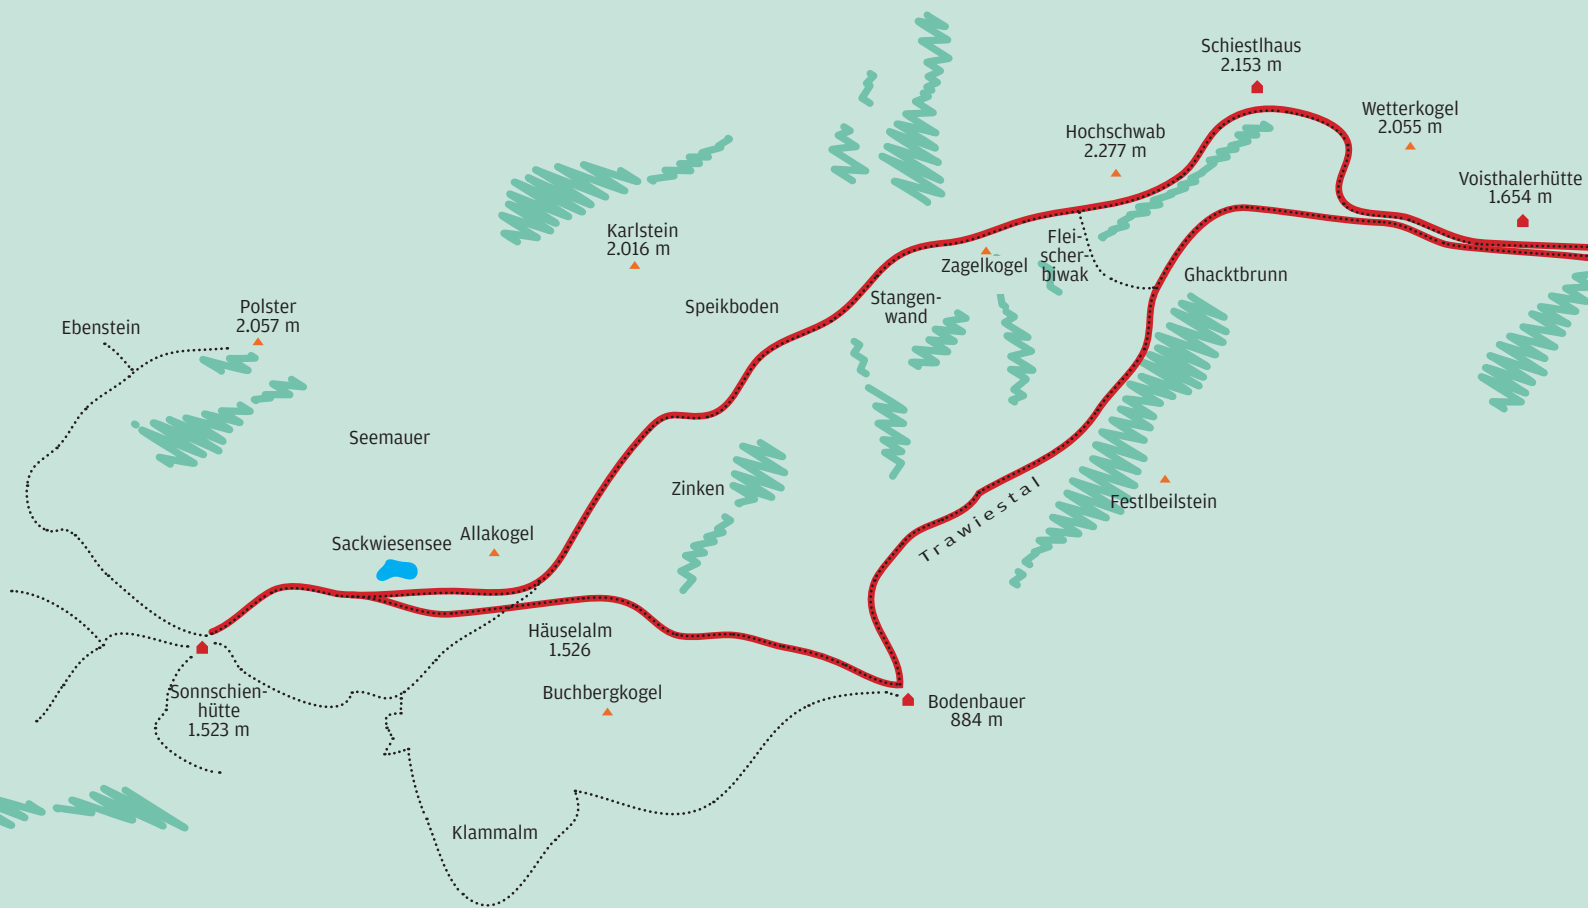 Schiestlhaus
2.153 m
Wetterkogel
2.055 m
Hochschwab
2.277 m
Voisthalerhütte
1.654 m
Karlstein
2.016 m
Flei-
scher-
biwak
Zagelkogel
Ghacktbrunn
Stangen-
wand
Speikboden
Polster
2.057 m
Ebenstein
Seemauer
Zinken
Trawiestal
Festlbeilstein
Sackwiesensee
Allakogel
Häuselalm
1.526
Sonnschien-
hütte
1.523 m
Buchbergkogel
Bodenbauer
884 m
Klammalm